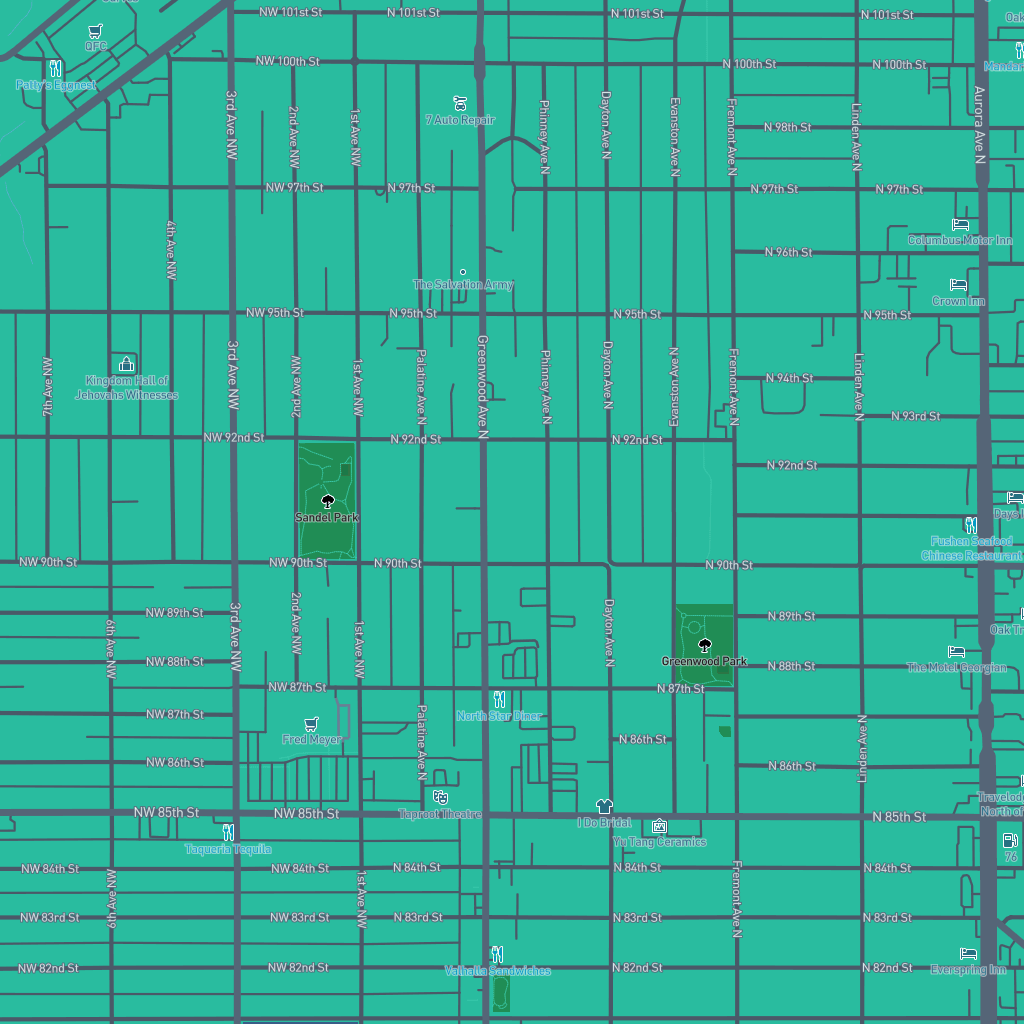 NW 101st St
N 101st St
N 101st St
N 101st St
QFC
Patty's Eggnest
NW 100th St
N 100th St
N 100th St
7 Auto Repair
3rd Ave NW
2nd Ave NW
1st Ave NW
Phinney Ave N
Dayton Ave N
Evanston Ave N
Fremont Ave N
Linden Ave N
Aurora Ave N
N 98th St
NW 97th St
N 97th St
N 97th St
N 97th St
4th Ave NW
Columbus Motor Inn
N 96th St
The Salvation Army
Crown Inn
NW 95th St
N 95th St
N 95th St
N 95th St
7th Ave NW
Kingdom Hall of
Jehovahs Witnesses
3rd Ave NW
2nd Ave NW
1st Ave NW
Palatine Ave N
Greenwood Ave N
Phinney Ave N
Dayton Ave N
Evanston Ave N
Fremont Ave N
Linden Ave N
N 94th St
N 93rd St
NW 92nd St
N 92nd St
N 92nd St
N 92nd St
Sandel Park
Fushen Seafood
Chinese Restaurant
NW 90th St
NW 90th St
N 90th St
N 90th St
NW 89th St
N 89th St
6th Ave NW
3rd Ave NW
2nd Ave NW
1st Ave NW
Dayton Ave N
Greenwood Park
NW 88th St
N 88th St
The Motel Georgian
NW 87th St
N 87th St
NW 87th St
North Star Diner
Fred Meyer
Palatine Ave N
N 86th St
Linden Ave N
NW 86th St
N 86th St
Taproot Theatre
NW 85th St
NW 85th St
N 85th St
I Do Bridal
Yu Tang Ceramics
Taqueria Tequila
76
NW 84th St
NW 84th St
N 84th St
N 84th St
N 84th St
6th Ave NW
1st Ave NW
Fremont Ave N
NW 83rd St
NW 83rd St
N 83rd St
N 83rd St
N 83rd St
NW 82nd St
NW 82nd St
Valhalla Sandwiches
N 82nd St
N 82nd St
Everspring Inn